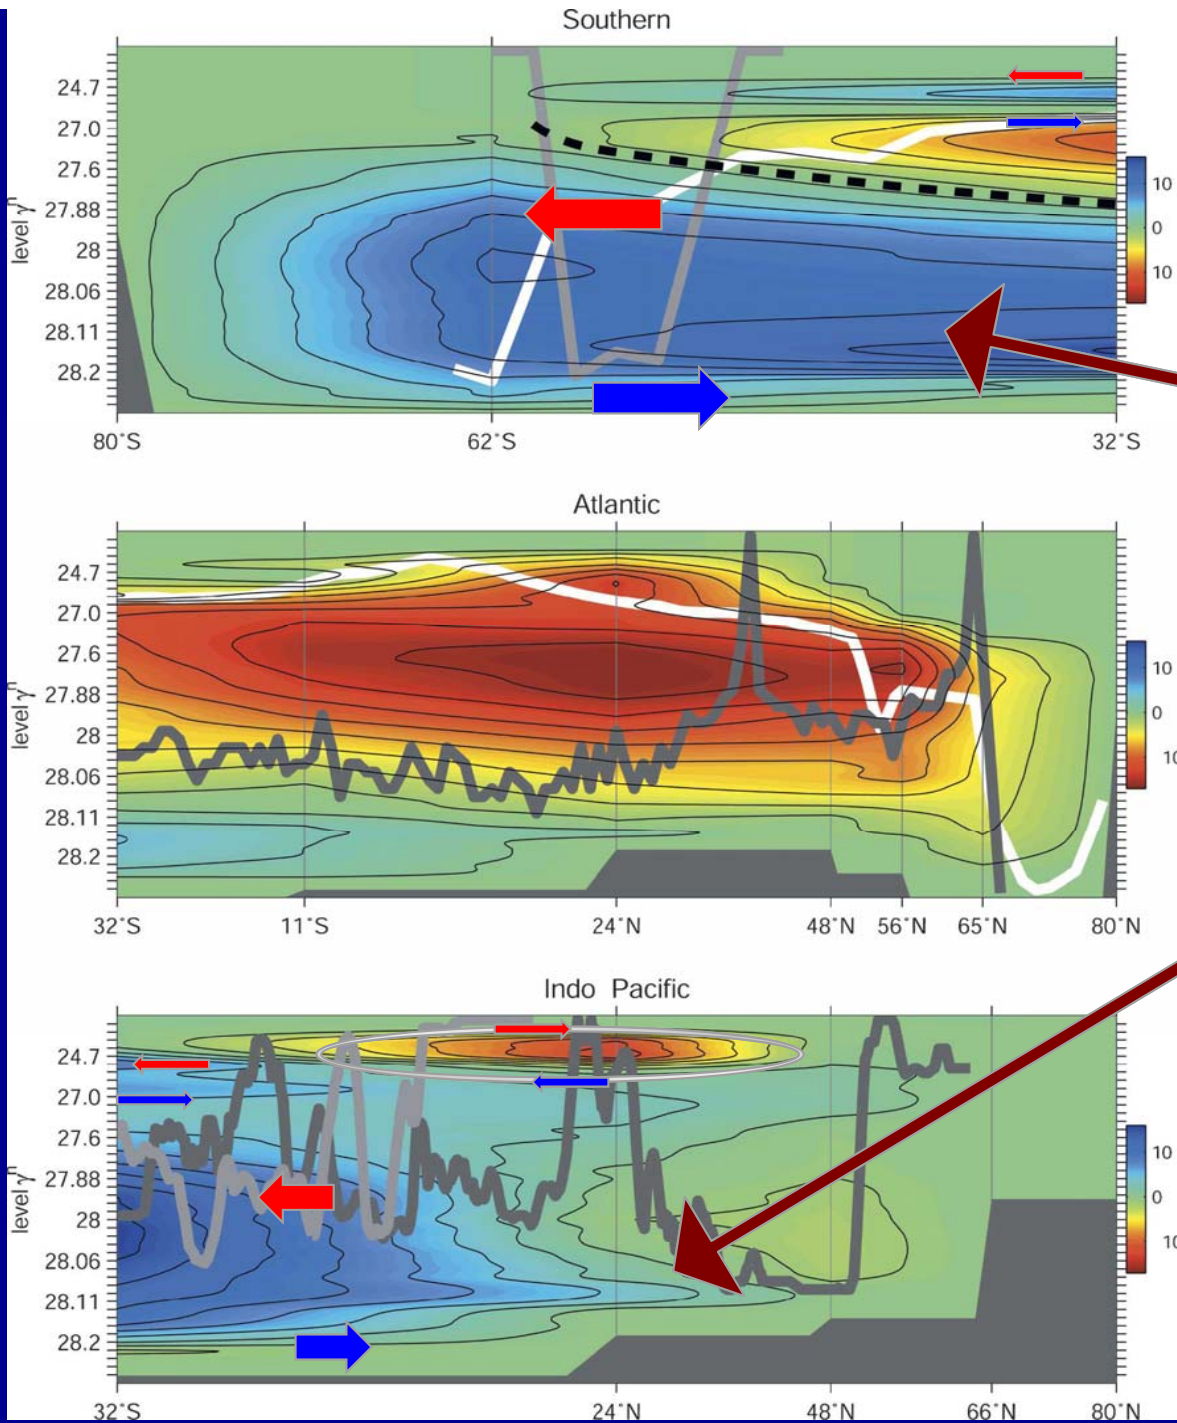 Southern
24.7
27.0
27.6
27.88
28
28.06
28.11
28.2
level γⁿ
10
0
10
80°S
62°S
32°S
Atlantic
24.7
27.0
27.6
27.88
28
28.06
28.11
28.2
level γⁿ
10
0
10
32°S
11°S
24°N
48°N
56°N
65°N
80°N
Indo Pacific
24.7
27.0
27.6
27.88
28
28.06
28.11
28.2
level γⁿ
10
0
10
32°S
24°N
48°N
66°N
80°N